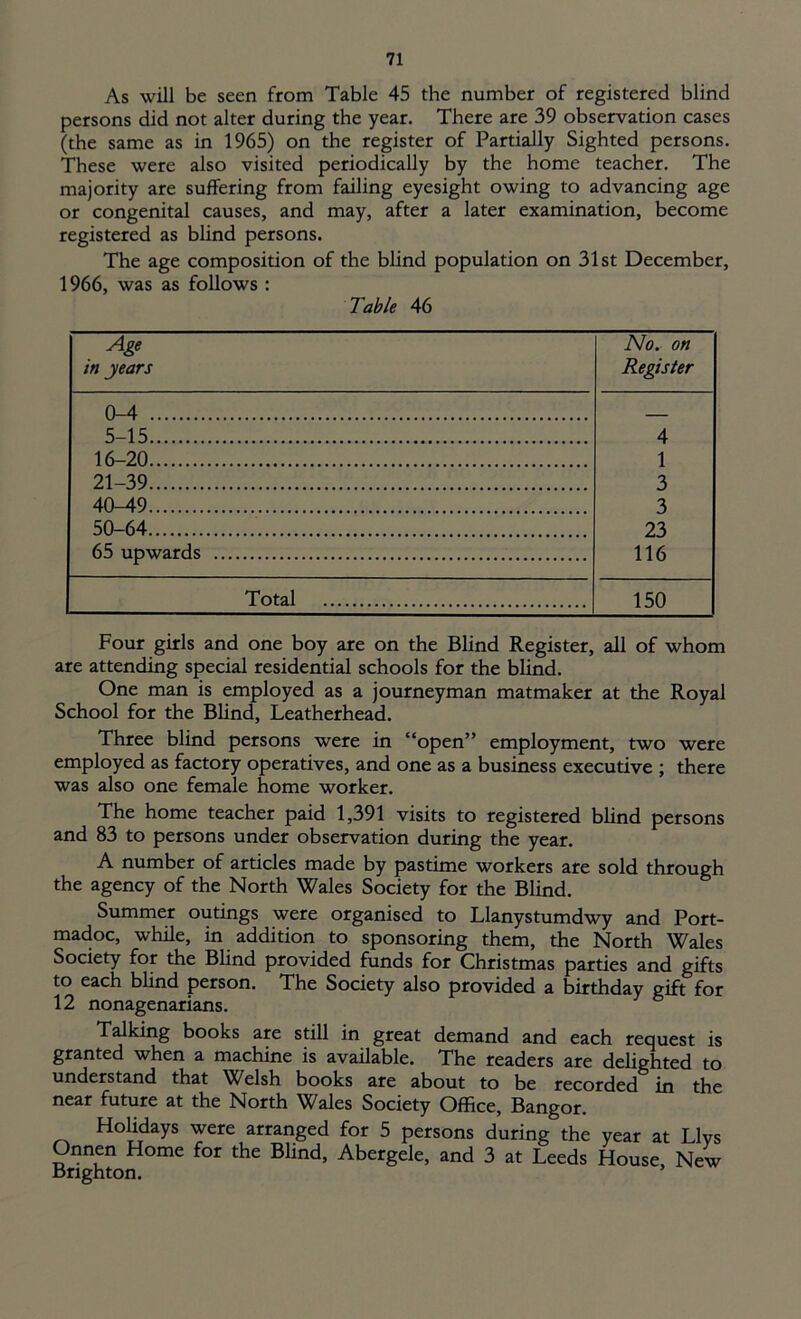 71
As will be seen from Table 45 the number of registered blind
persons did not alter during the year. There are 39 observation cases
(the same as in 1965) on the register of Partially Sighted persons.
These were also visited periodically by the home teacher. The
majority are suffering from failing eyesight owing to advancing age
or congenital causes, and may, after a later examination, become
registered as blind persons.
The age composition of the blind population on 31st December,
1966, was as follows :
Table 46
Age in years No. on Register
0-4 ........ —
5-15........ 4
16-20........ 1
21-39........ 3
40-49........ 3
50-64........ 23
65 upwards ........ 116
Total ........ 150
Four girls and one boy are on the Blind Register, all of whom
are attending special residential schools for the blind.
One man is employed as a journeyman matmaker at the Royal
School for the Blind, Leatherhead.
Three blind persons were in “open” employment, two were
employed as factory operatives, and one as a business executive ; there
was also one female home worker.
The home teacher paid 1,391 visits to registered blind persons
and 83 to persons under observation during the year.
A number of articles made by pastime workers are sold through
the agency of the North Wales Society for the Blind.
Summer outings were organised to Llanystumdwy and Port-
madoc, while, in addition to sponsoring them, the North Wales
Society for the Blind provided funds for Christmas parties and gifts
to each blind person. The Society also provided a birthday gift for
12 nonagenarians.
Talking books are still in great demand and each request is
granted when a machine is available. The readers are delighted to
understand that Welsh books are about to be recorded in the
near future at the North Wales Society Office, Bangor.
Holidays were arranged for 5 persons during the year at Llys
Onnen Home for the Blind, Abergele, and 3 at Leeds House, New
Brighton.